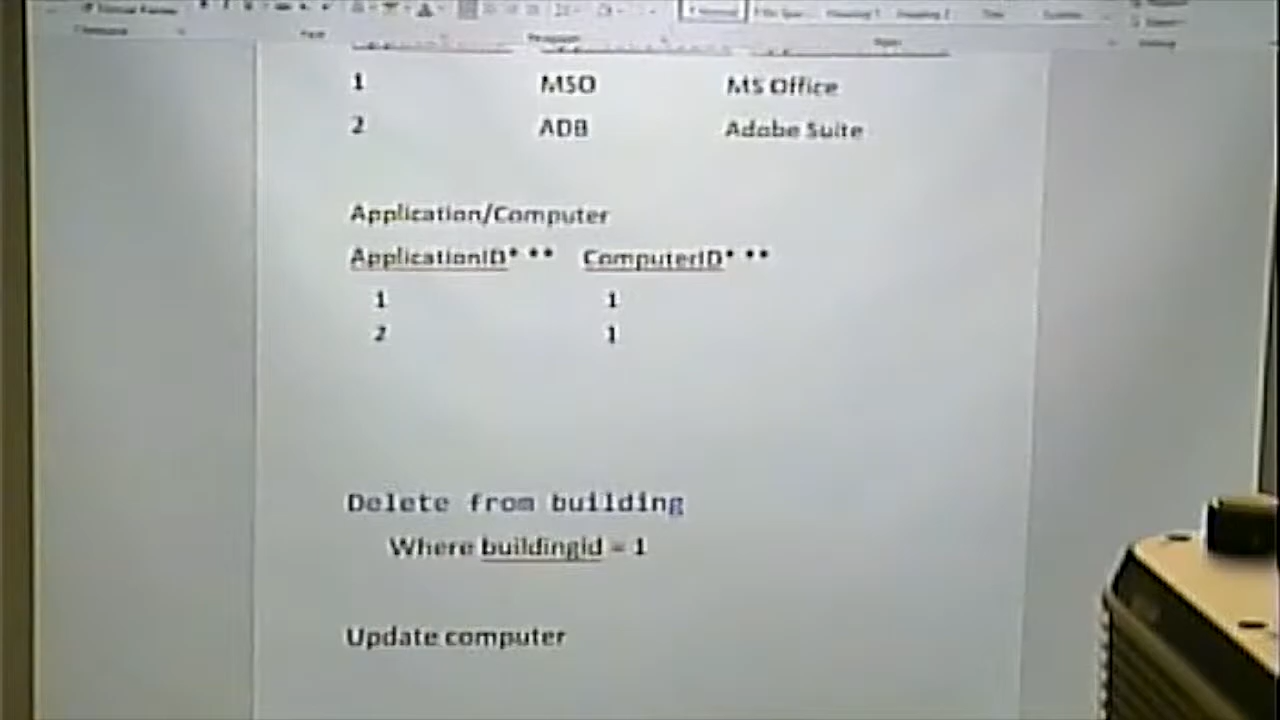 1 MSO MS Office
2 ADB Adobe Suite
Application/Computer
ApplicationID* ** ComputerID* **
1 1
2 1
Delete from building
Where buildingid = 1
Update computer